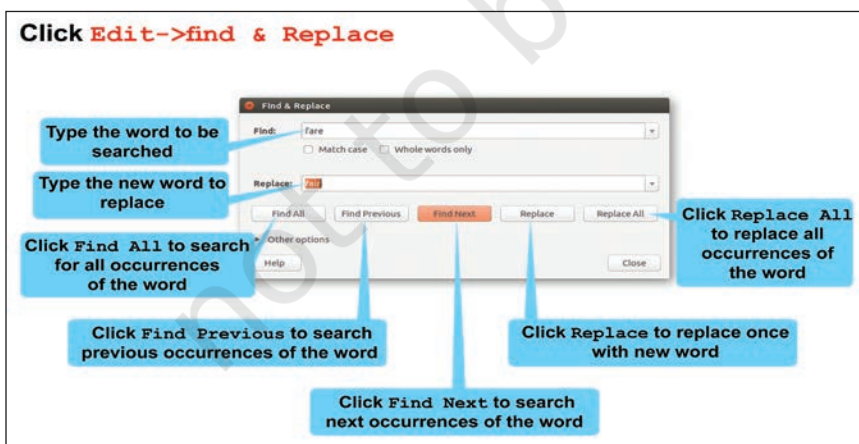 Click Edit->find & Replace
Find & Replace
Type the word to be
searched
Find:
fare
Match case
Whole words only
Type the new word to
replace
Replace:
fair
Find All
Find Previous
Find Next
Replace
Replace All
Click Find All to search
for all occurrences
of the word
Other options
Help
Close
Click Replace All
to replace all
occurrences of
the word
Click Find Previous to search
previous occurrences of the word
Click Replace to replace once
with new word
Click Find Next to search
next occurrences of the word
not to b